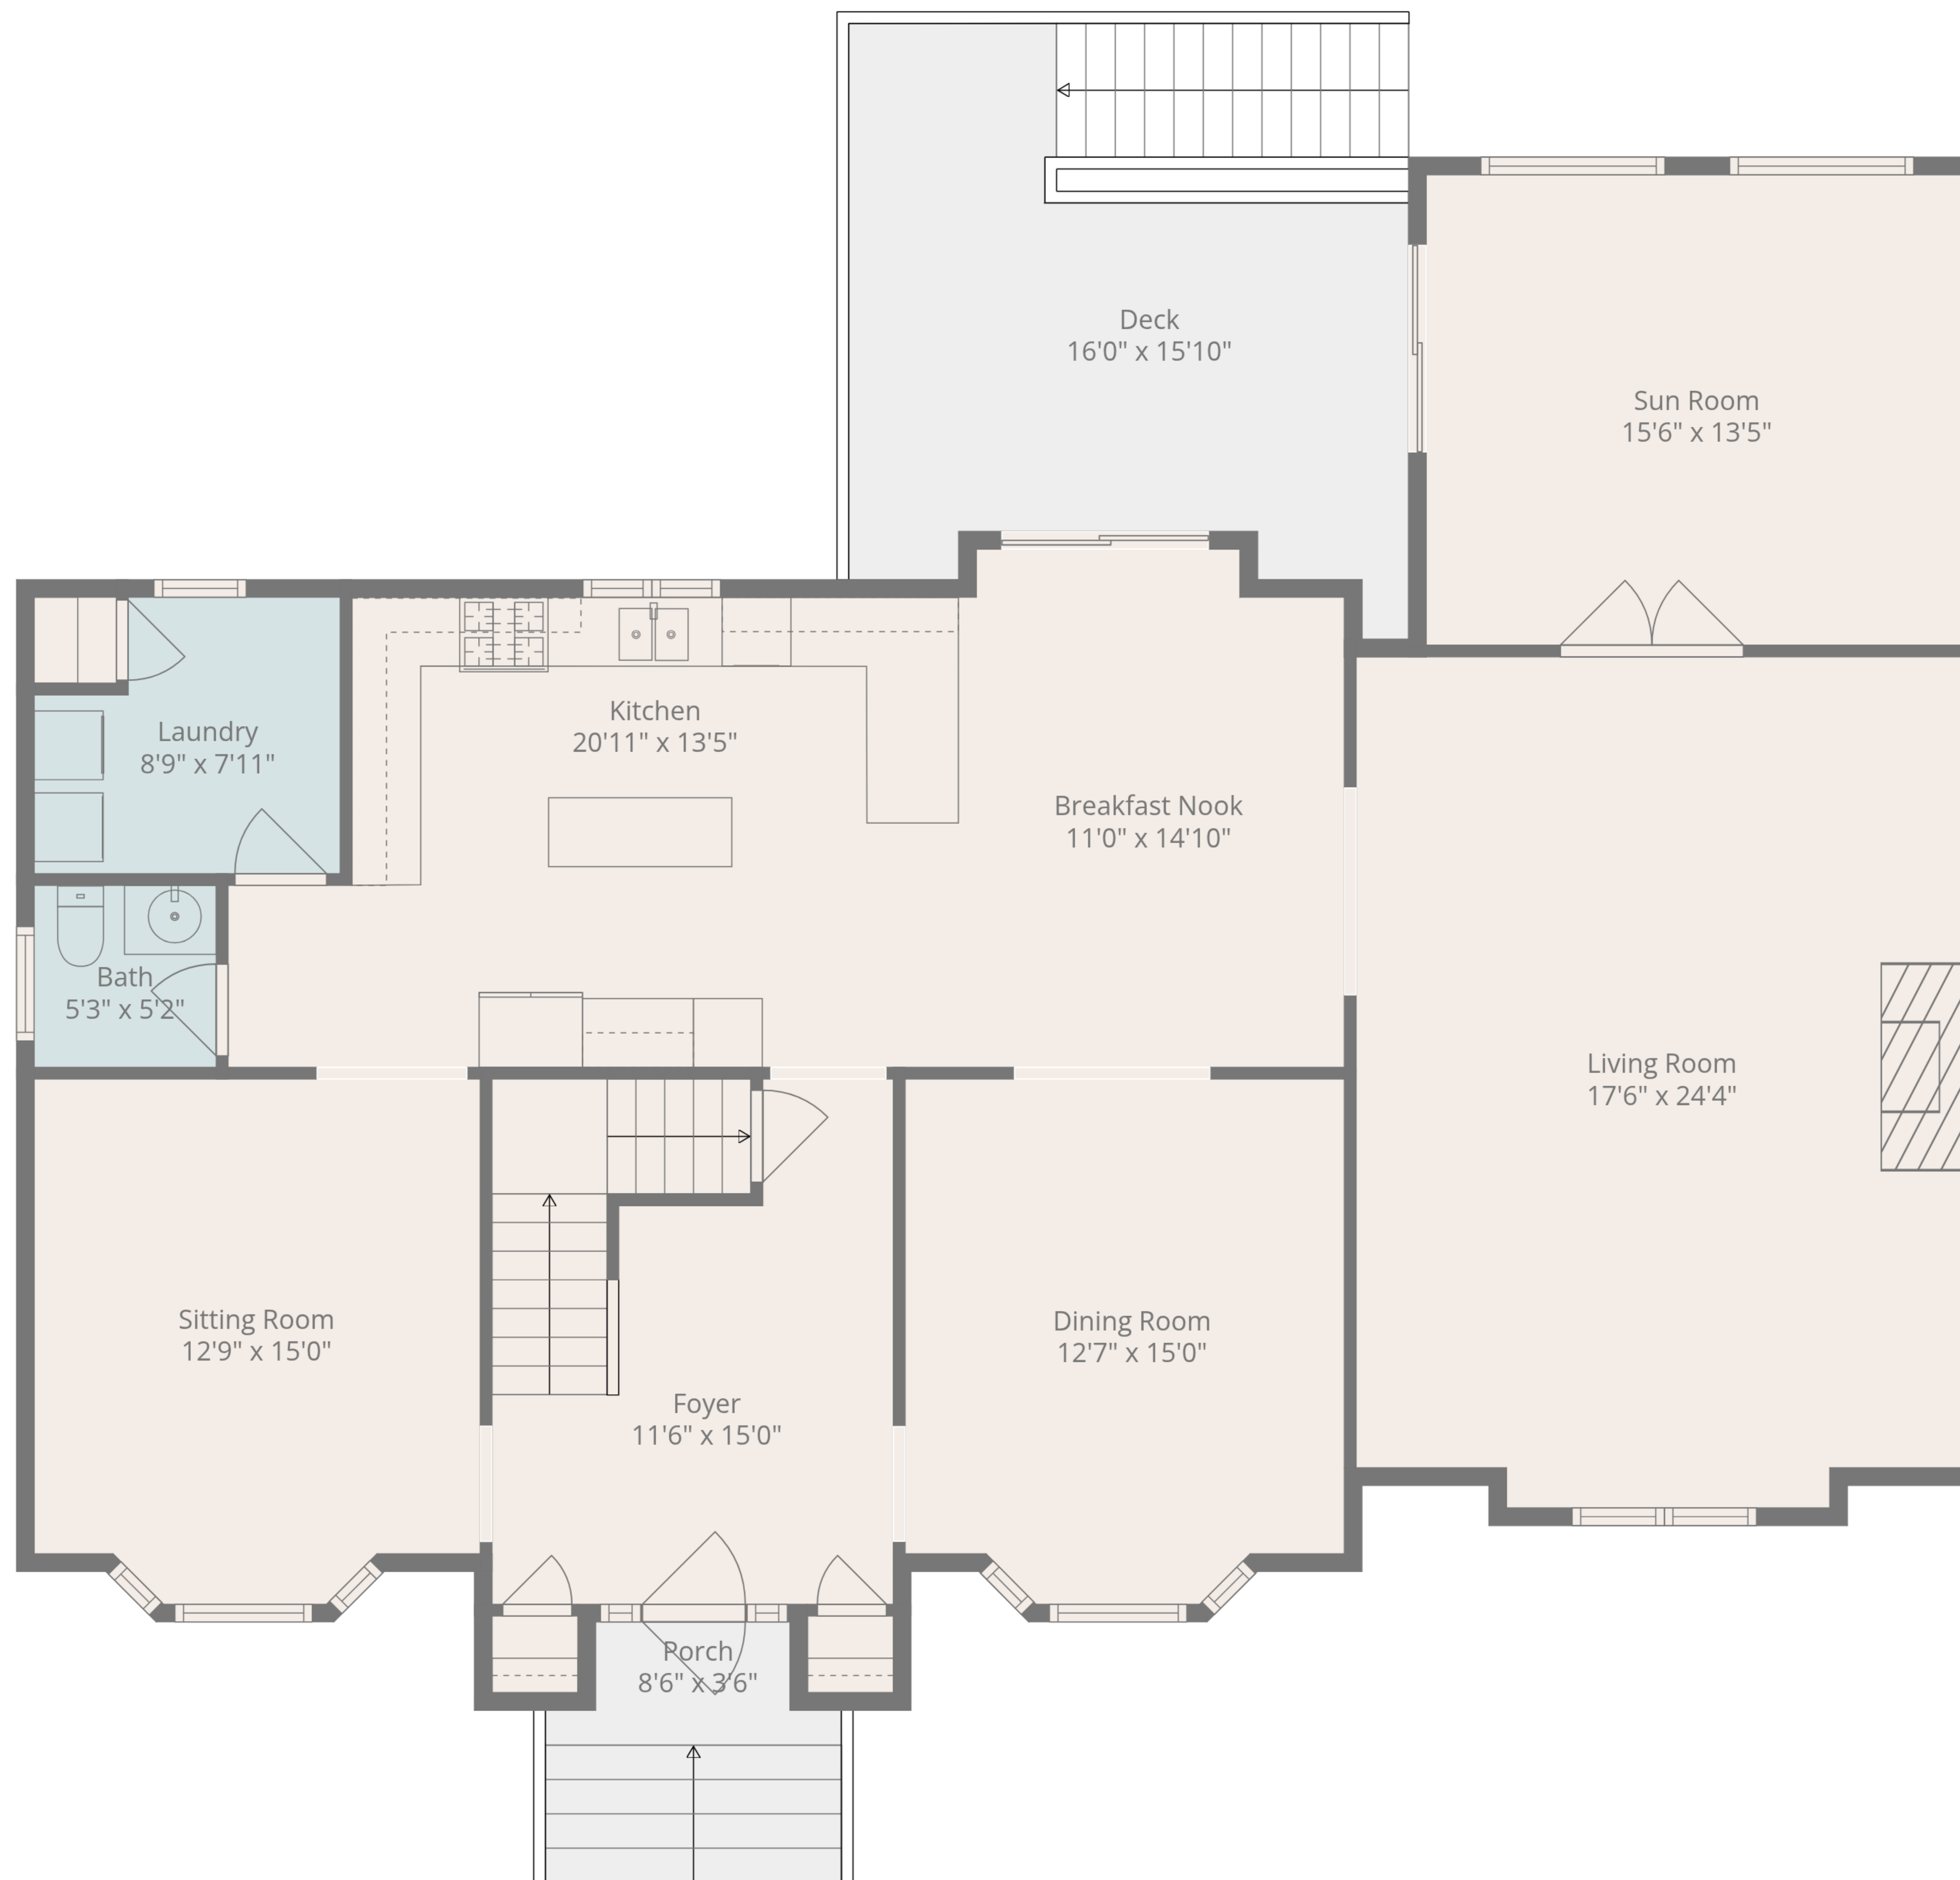 Deck
16'0" x 15'10"
Sun Room
15'6" x 13'5"
Kitchen
20'11" x 13'5"
Laundry
8'9" x 7'11"
Breakfast Nook
11'0" x 14'10"
Bath
5'3" x 5'2"
Living Room
17'6" x 24'4"
Sitting Room
12'9" x 15'0"
Dining Room
12'7" x 15'0"
Foyer
11'6" x 15'0"
Porch
8'6" x 3'6"